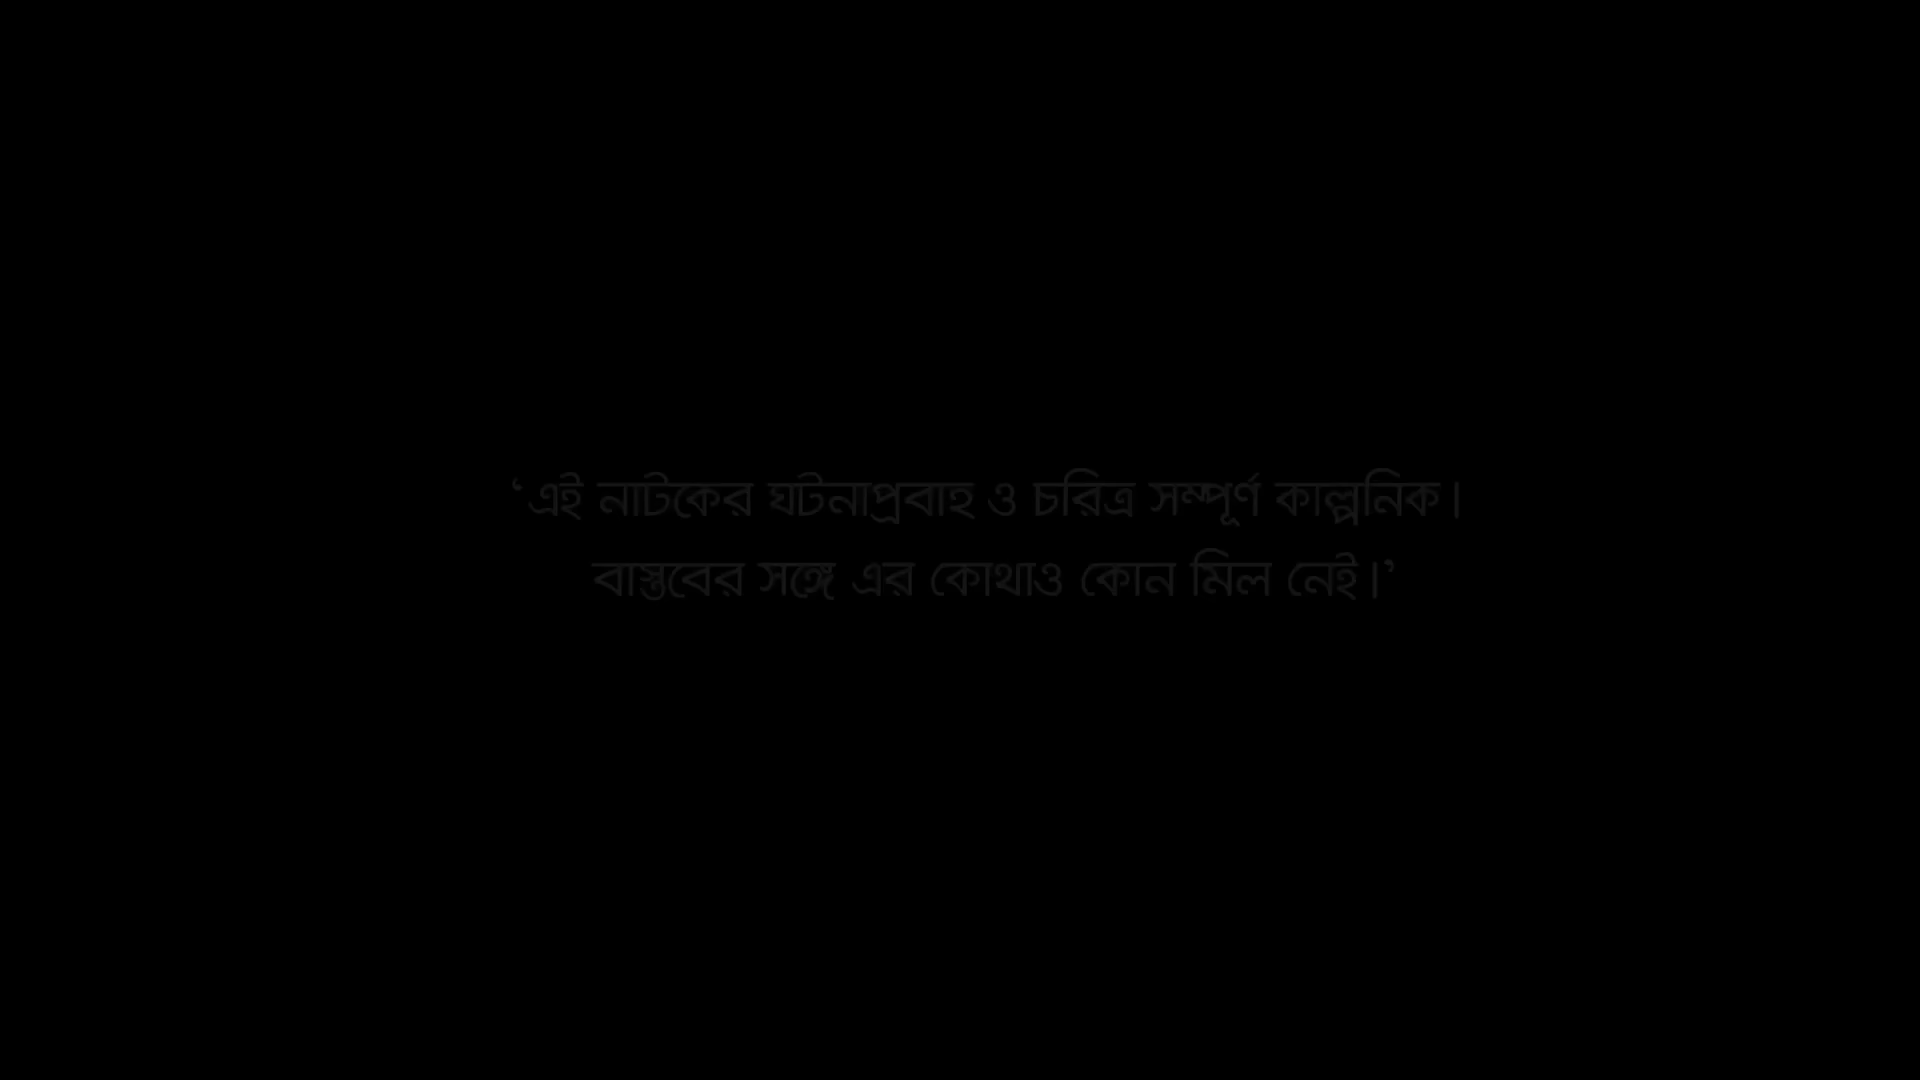 ‘এই নাটকের ঘটনাপ্রবাহ ও চরিত্র সম্পূর্ণ কাল্পনিক।
বাস্তবের সঙ্গে এর কোথাও কোন মিল নেই।’